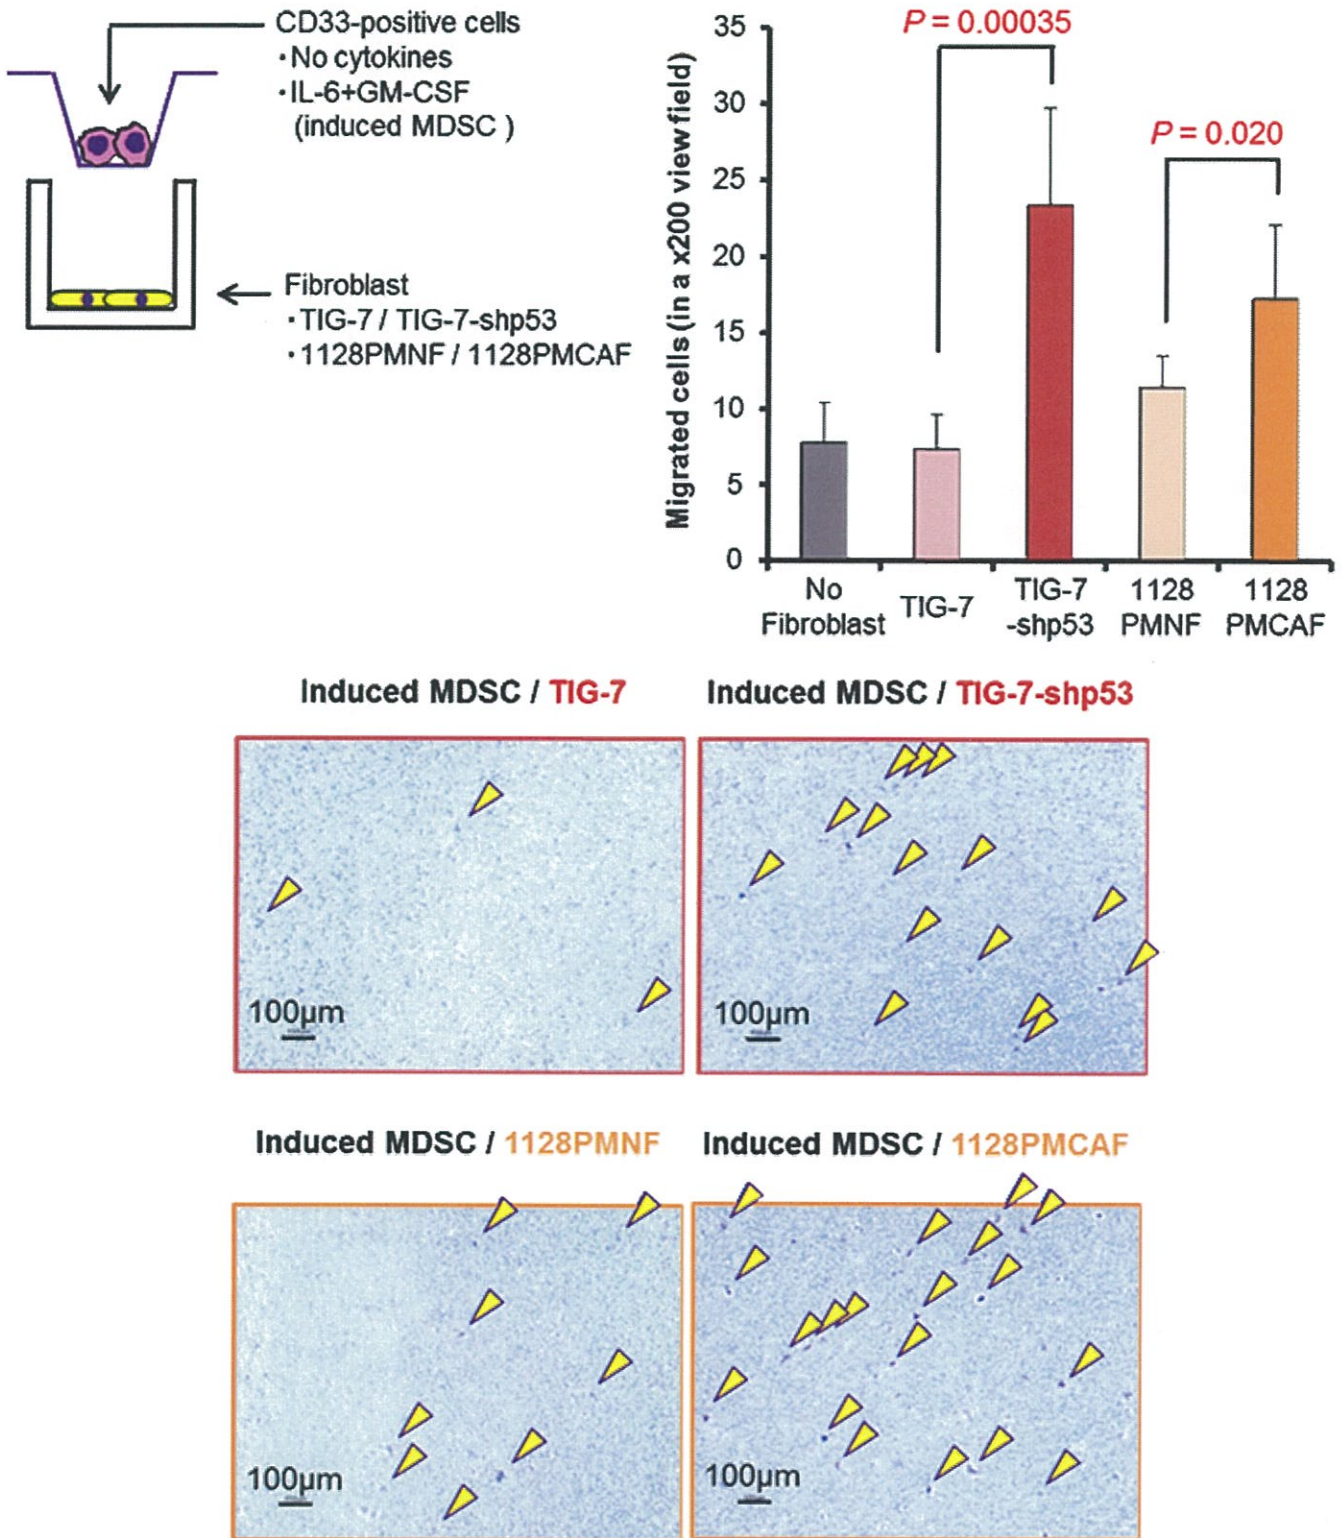 CD33-positive cells
・No cytokines
・IL-6+GM-CSF
(induced MDSC )
Fibroblast
・TIG-7 / TIG-7-shp53
・1128PMNF / 1128PMCAF
Migrated cells (in a x200 viewfield)
35
30
25
20
15
10
5
0
P = 0.00035
P = 0.020
No
Fibroblast
TIG-7
TIG-7
-shp53
1128
PMNF
1128
PMCAF
Induced MDSC / TIG-7
Induced MDSC / TIG-7-shp53
100μm
100μm
Induced MDSC / 1128PMNF
Induced MDSC / 1128PMCAF
100μm
100μm